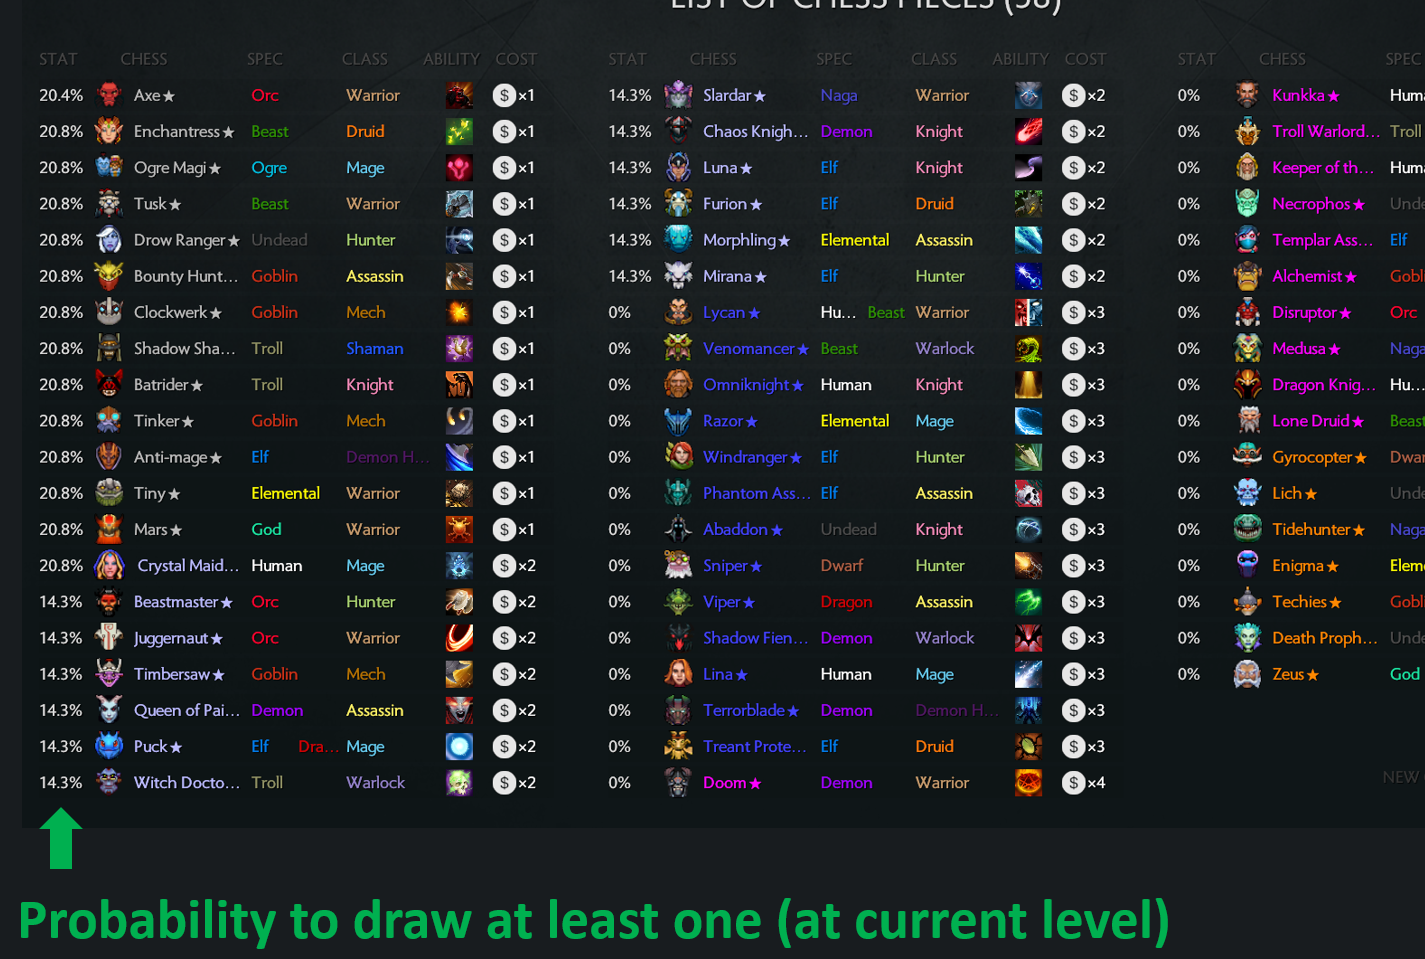 LIST OF CHESS PIECES (58)
STAT CHESS SPEC CLASS ABILITY COST STAT CHESS SPEC CLASS ABILITY COST STAT CHESS SPEC
20.4% Axe★ Orc Warrior $×1 14.3% Slardar★ Naga Warrior $×2 0% Kunkka★ Huma
20.8% Enchantress★ Beast Druid $×1 14.3% Chaos Knigh... Demon Knight $×2 0% Troll Warlord... Troll
20.8% Ogre Magi★ Ogre Mage $×1 14.3% Luna★ Elf Knight $×2 0% Keeper of th... Huma
20.8% Tusk★ Beast Warrior $×1 14.3% Furion★ Elf Druid $×2 0% Necrophos★ Unde
20.8% Drow Ranger★ Undead Hunter $×1 14.3% Morphling★ Elemental Assassin $×2 0% Templar Ass... Elf
20.8% Bounty Hunt... Goblin Assassin $×1 14.3% Mirana★ Elf Hunter $×2 0% Alchemist★ Gobl
20.8% Clockwerk★ Goblin Mech $×1 0% Lycan★ Hu... Beast Warrior $×3 0% Disruptor★ Orc
20.8% Shadow Sha... Troll Shaman $×1 0% Venomancer★ Beast Warlock $×3 0% Medusa★ Naga
20.8% Batrider★ Troll Knight $×1 0% Omniknight★ Human Knight $×3 0% Dragon Knig... Hu...
20.8% Tinker★ Goblin Mech $×1 0% Razor★ Elemental Mage $×3 0% Lone Druid★ Beast
20.8% Anti-mage★ Elf Demon H... $×1 0% Windranger★ Elf Hunter $×3 0% Gyrocopter★ Dwar
20.8% Tiny★ Elemental Warrior $×1 0% Phantom Ass... Elf Assassin $×3 0% Lich★ Unde
20.8% Mars★ God Warrior $×1 0% Abaddon★ Undead Knight $×3 0% Tidehunter★ Naga
20.8% Crystal Maid... Human Mage $×2 0% Sniper★ Dwarf Hunter $×3 0% Enigma★ Eleme
14.3% Beastmaster★ Orc Hunter $×2 0% Viper★ Dragon Assassin $×3 0% Techies★ Gobl
14.3% Juggernaut★ Orc Warrior $×2 0% Shadow Fien... Demon Warlock $×3 0% Death Proph... Unde
14.3% Timbersaw★ Goblin Mech $×2 0% Lina★ Human Mage $×3 0% Zeus★ God
14.3% Queen of Pai... Demon Assassin $×2 0% Terrorblade★ Demon Demon H... $×3
14.3% Puck★ Elf Dra... Mage $×2 0% Treant Prote... Elf Druid $×3
14.3% Witch Docto... Troll Warlock $×2 0% Doom★ Demon Warrior $×4 NEW
Probability to draw at least one (at current level)